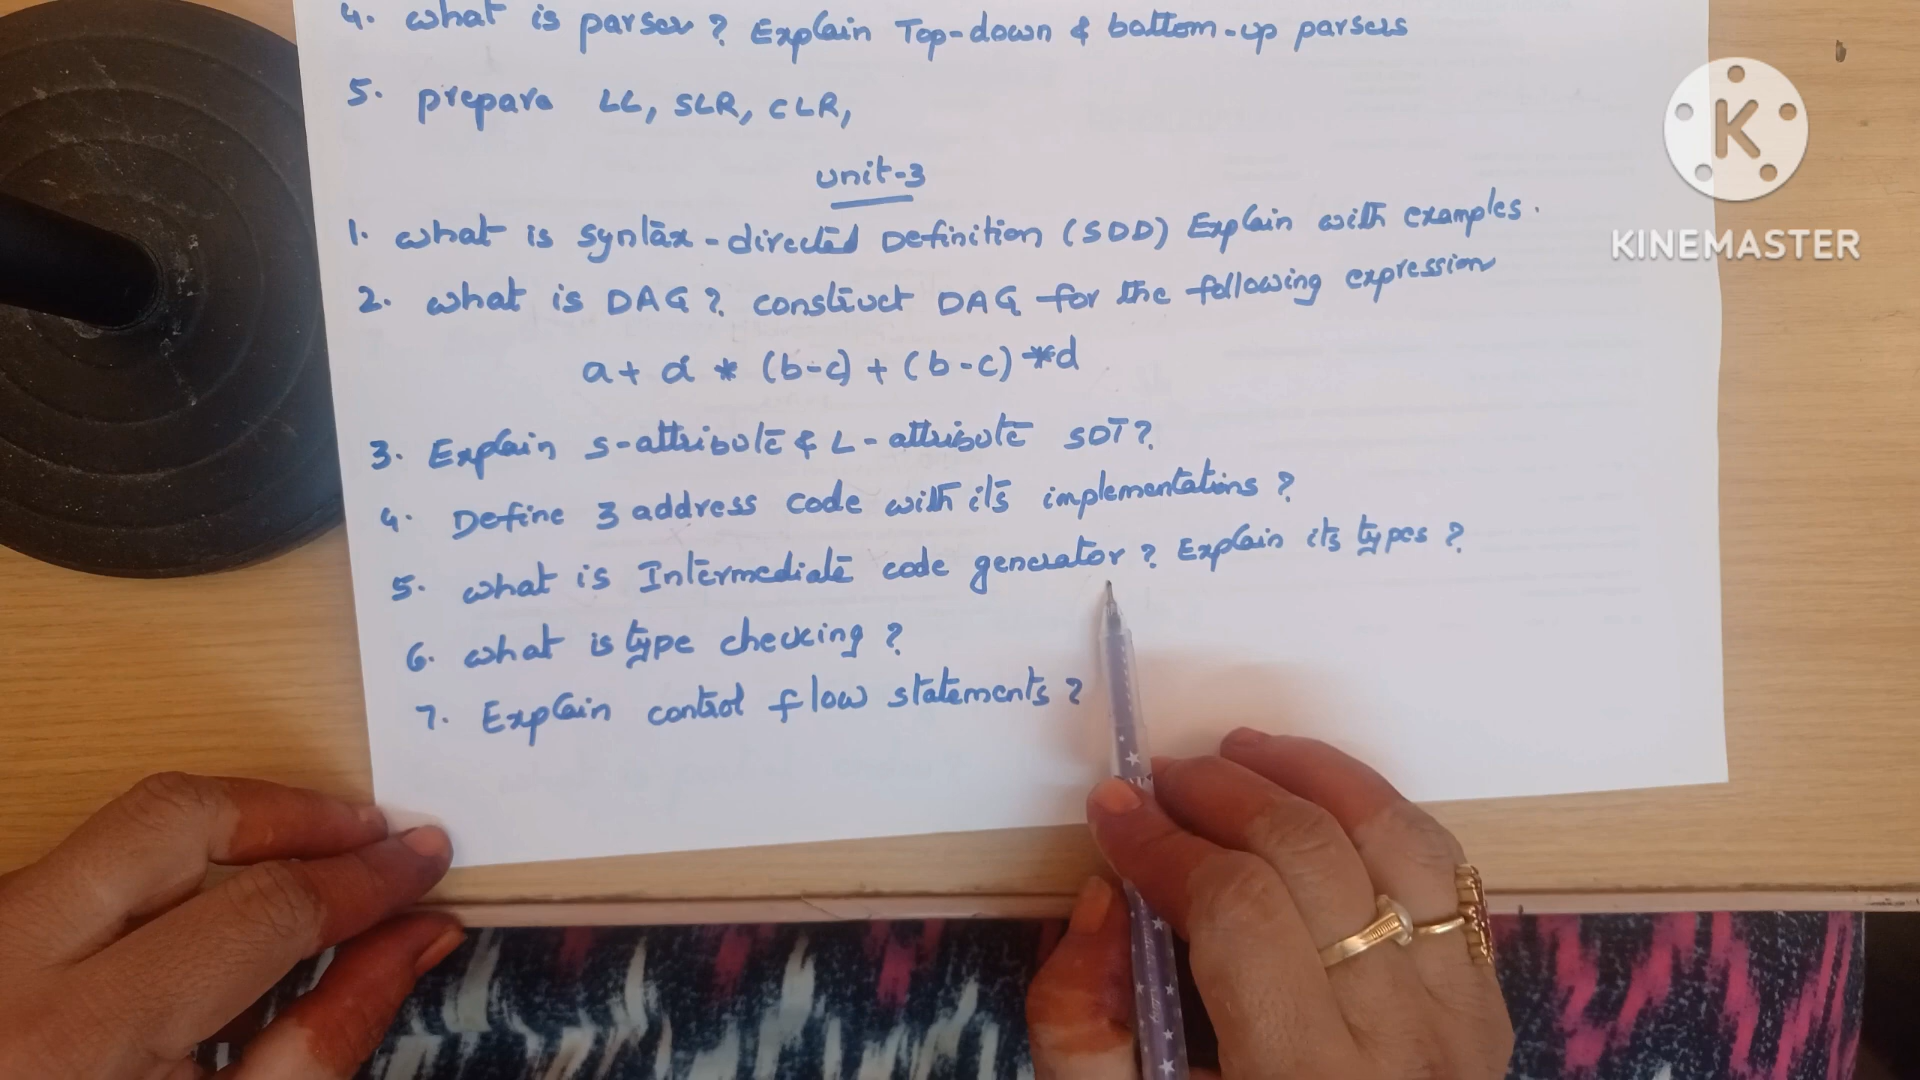 4. what is parser? Explain Top-down & bottom-up parsers
5. prepare LL, SLR, CLR,
unit-3
1. what is syntax-directed Definition (SDD) Explain with examples.
2. what is DAG? construct DAG for the following expression
a + a * (b-c) + (b-c) *d
3. Explain S-attribute & L-attribute SDT?
4. Define 3 address code with its implementations?
5. what is Intermediate code generator? Explain its types?
6. what is type checking?
7. Explain control flow statements?
K
KINEMASTER